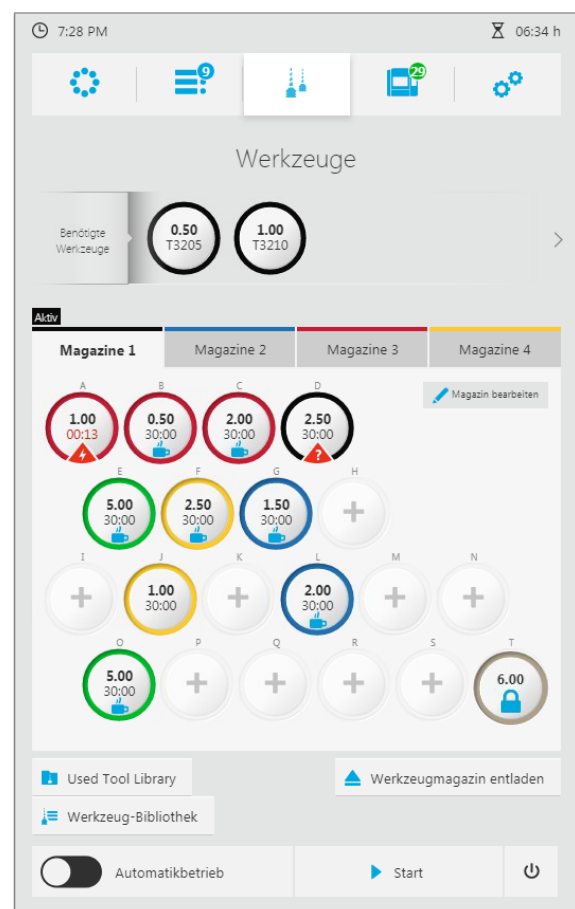 7:28 PM
06:34 h
9
29
Werkzeuge
Benötigte
Werkzeuge
0.50
T3205
1.00
T3210
Aktiv
Magazine 1
Magazine 2
Magazine 3
Magazine 4
Magazin bearbeiten
A
1.00
00:13
B
0.50
30:00
C
2.00
30:00
D
2.50
30:00
?
E
5.00
30:00
F
2.50
30:00
G
1.50
30:00
H
+
I
+
J
1.00
30:00
K
+
L
2.00
30:00
M
+
N
+
O
5.00
30:00
P
+
Q
+
R
+
S
+
T
6.00
Used Tool Library
Werkzeugmagazin entladen
Werkzeug-Bibliothek
Automatikbetrieb
Start